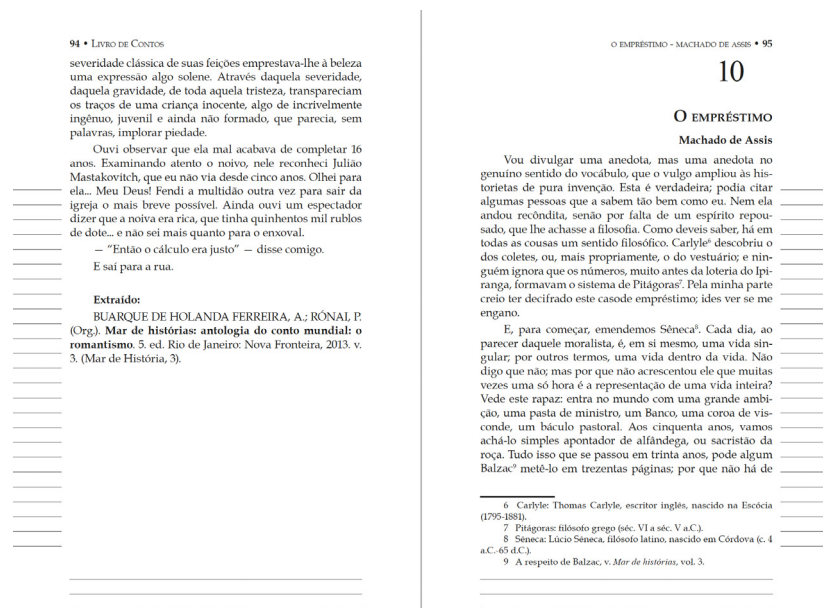 94 • Livro de Contos
severidade clássica de suas feições emprestava-lhe à beleza
uma expressão algo solene. Através daquela severidade,
daquela gravidade, de toda aquela tristeza, transpareciam
os traços de uma criança inocente, algo de incrivelmente
ingênuo, juvenil e ainda não formado, que parecia, sem
palavras, implorar piedade.
Ouvi observar que ela mal acabava de completar 16
anos. Examinando atento o noivo, nele reconheci Julião
Mastakovitch, que eu não via desde cinco anos. Olhei para
ela... Meu Deus! Fendi a multidão outra vez para sair da
igreja o mais breve possível. Ainda ouvi um espectador
dizer que a noiva era rica, que tinha quinhentos mil rublos
de dote... e não sei mais quanto para o enxoval.
— “Então o cálculo era justo” — disse comigo.
E saí para a rua.
Extraído:
BUARQUE DE HOLANDA FERREIRA, A.; RÓNAI, P.
(Org.). Mar de histórias: antologia do conto mundial: o
romantismo. 5. ed. Rio de Janeiro: Nova Fronteira, 2013. v.
3. (Mar de História, 3).
O EMPRÉSTIMO - MACHADO DE ASSIS • 95
10
O EMPRÉSTIMO
Machado de Assis
Vou divulgar uma anedota, mas uma anedota no
genuíno sentido do vocábulo, que o vulgo ampliou às his-
torietas de pura invenção. Esta é verdadeira; podia citar
algumas pessoas que a sabem tão bem como eu. Nem ela
andou recôndita, senão por falta de um espírito repou-
sado, que lhe achasse a filosofia. Como deveis saber, há em
todas as cousas um sentido filosófico. Carlyle⁶ descobriu o
dos coletes, ou, mais propriamente, o do vestuário; e nin-
guém ignora que os números, muito antes da loteria do Ipi-
ranga, formavam o sistema de Pitágoras⁷. Pela minha parte
creio ter decifrado este casode empréstimo; ides ver se me
engano.
E, para começar, emendemos Sêneca⁸. Cada dia, ao
parecer daquele moralista, é, em si mesmo, uma vida sin-
gular; por outros termos, uma vida dentro da vida. Não
digo que não; mas por que não acrescentou ele que muitas
vezes uma só hora é a representação de uma vida inteira?
Vede este rapaz: entra no mundo com uma grande ambi-
ção, uma pasta de ministro, um Banco, uma coroa de vis-
conde, um báculo pastoral. Aos cinquenta anos, vamos
achá-lo simples apontador de alfândega, ou sacristão da
roça. Tudo isso que se passou em trinta anos, pode algum
Balzac⁹ metê-lo em trezentas páginas; por que não há de
6 Carlyle: Thomas Carlyle, escritor inglês, nascido na Escócia
(1795-1881).
7 Pitágoras: filósofo grego (séc. VI a séc. V a.C.).
8 Sêneca: Lúcio Sêneca, filósofo latino, nascido em Córdova (c. 4
a.C.-65 d.C.).
9 A respeito de Balzac, v. Mar de histórias, vol. 3.